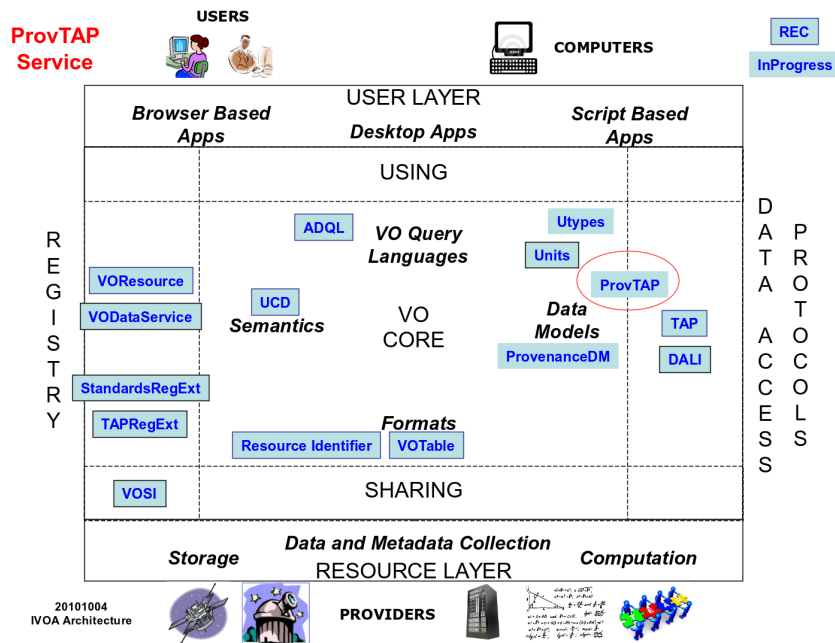 ProvTAP
Service
USERS
COMPUTERS
REC
InProgress
USER LAYER
Browser Based
Apps
Desktop Apps
Script Based
Apps
USING
REGISTRY
ADQL
VO Query
Languages
Utypes
Units
ProvTAP
VOResource
UCD
Semantics
VODataService
VO
CORE
Data
Models
TAP
ProvenanceDM
DALI
StandardsRegExt
TAPRegExt
Formats
Resource Identifier
VOTable
DATA ACCESS
PROTOCOLS
VOSI
SHARING
Storage
Data and Metadata Collection
Computation
RESOURCE LAYER
20101004
IVOA Architecture
PROVIDERS